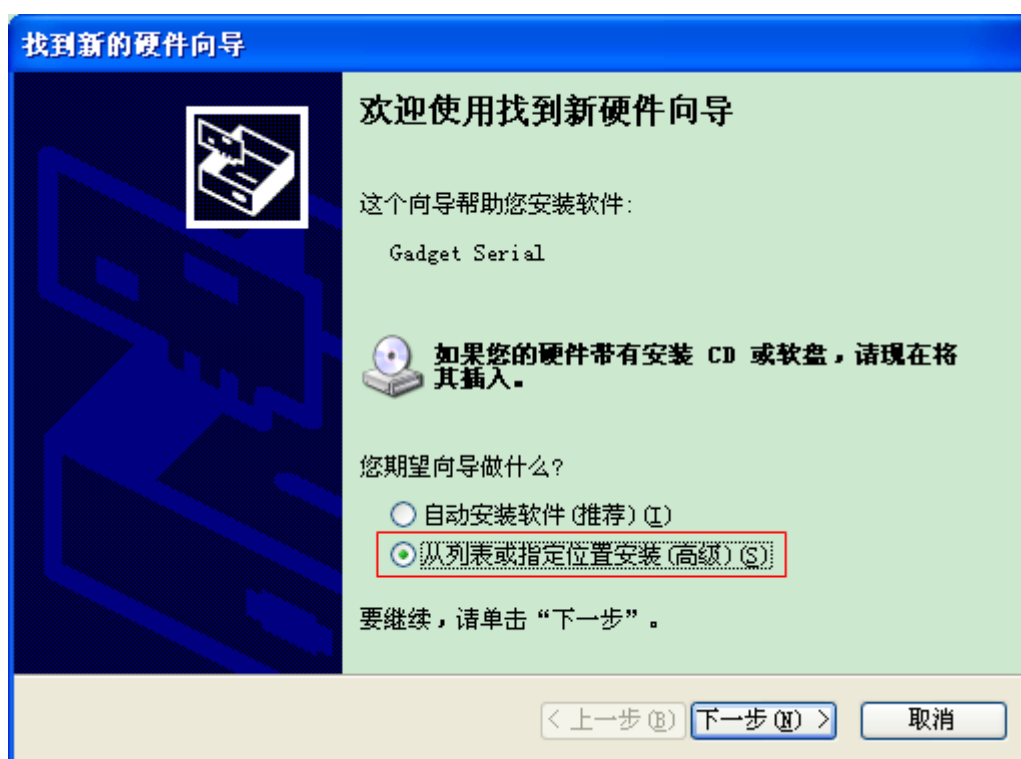 找到新的硬件向导
欢迎使用找到新硬件向导
这个向导帮助您安装软件:
Gadget Serial
如果您的硬件带有安装 CD 或软盘，请现在将
其插入。
您期望向导做什么?
自动安装软件(推荐)(I)
从列表或指定位置安装(高级)(S)
要继续，请单击“下一步”。
< 上一步(B) 下一步(N) > 取消